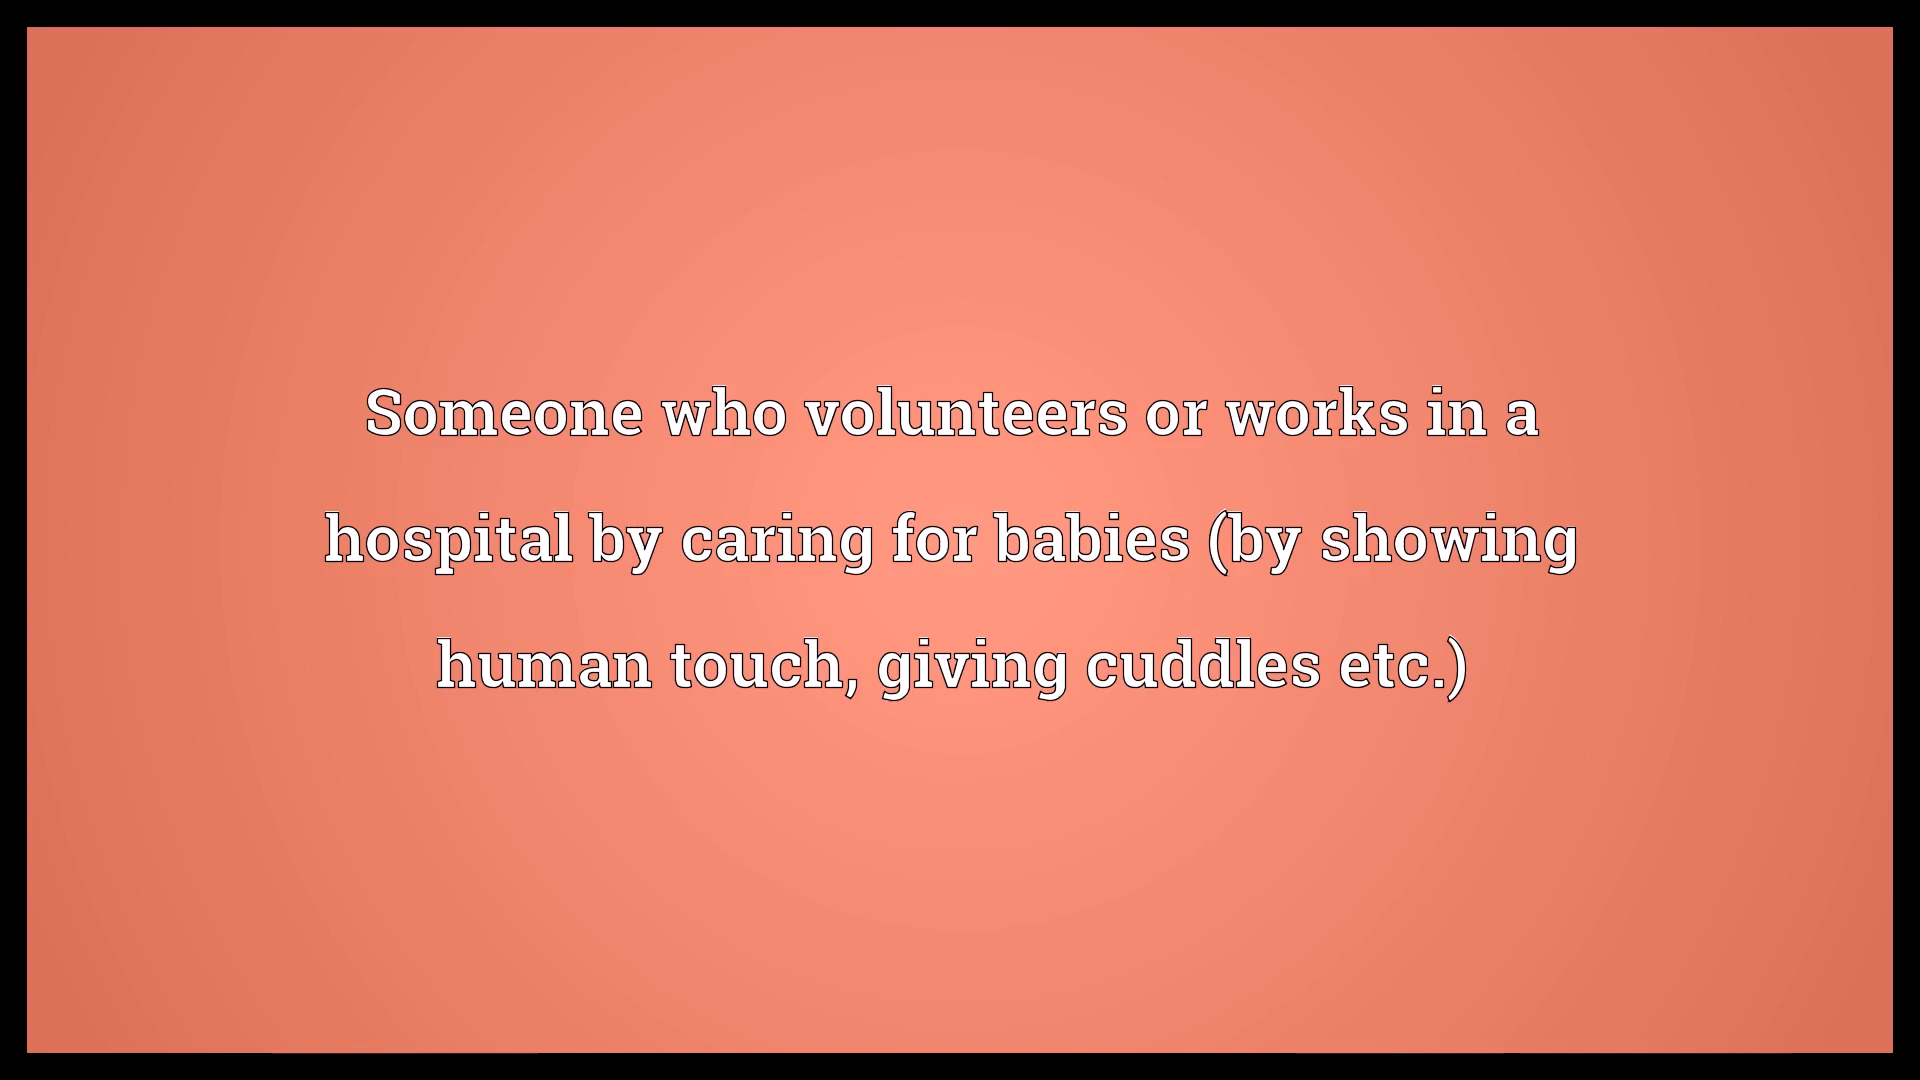 Someone who volunteers or works in a
hospital by caring for babies (by showing
human touch, giving cuddles etc.)